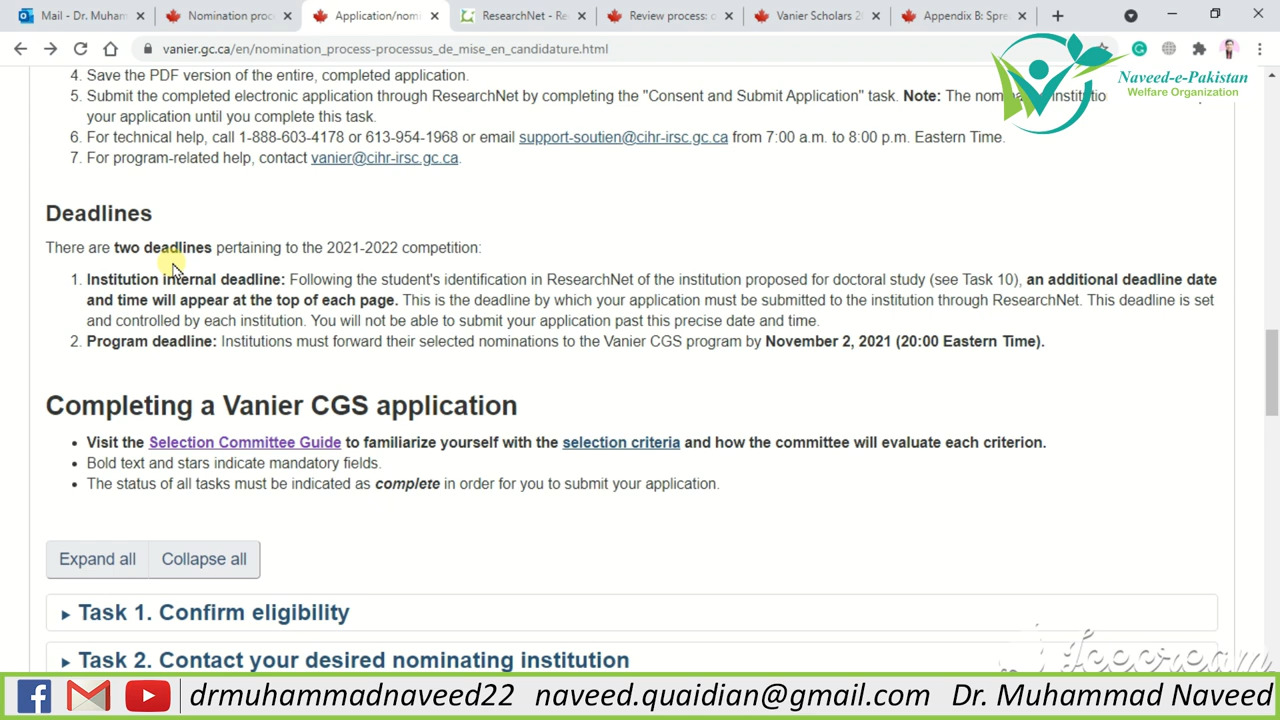 Mail - Dr. Muham
Nomination proc
Application/nomi
ResearchNet - Re
Review process: o
Vanier Scholars 2
Appendix B: Spre
vanier.gc.ca/en/nomination_process-processus_de_mise_en_candidature.html
Naveed-e-Pakistan
Welfare Organization
4. Save the PDF version of the entire, completed application.
5. Submit the completed electronic application through ResearchNet by completing the "Consent and Submit Application" task. Note: The
your application until you complete this task.
6. For technical help, call 1-888-603-4178 or 613-954-1968 or email support-soutien@cihr-irsc.gc.ca from 7:00 a.m. to 8:00 p.m. Eastern Time.
7. For program-related help, contact vanier@cihr-irsc.gc.ca.
Deadlines
There are two deadlines pertaining to the 2021-2022 competition:
1. Institution internal deadline: Following the student's identification in ResearchNet of the institution proposed for doctoral study (see Task 10), an additional deadline date
and time will appear at the top of each page. This is the deadline by which your application must be submitted to the institution through ResearchNet. This deadline is set
and controlled by each institution. You will not be able to submit your application past this precise date and time.
2. Program deadline: Institutions must forward their selected nominations to the Vanier CGS program by November 2, 2021 (20:00 Eastern Time).
Completing a Vanier CGS application
• Visit the Selection Committee Guide to familiarize yourself with the selection criteria and how the committee will evaluate each criterion.
• Bold text and stars indicate mandatory fields.
• The status of all tasks must be indicated as complete in order for you to submit your application.
Expand all
Collapse all
Task 1. Confirm eligibility
Task 2. Contact your desired nominating institution
drmuhammadnaveed22 naveed.quaidian@gmail.com Dr. Muhammad Naveed